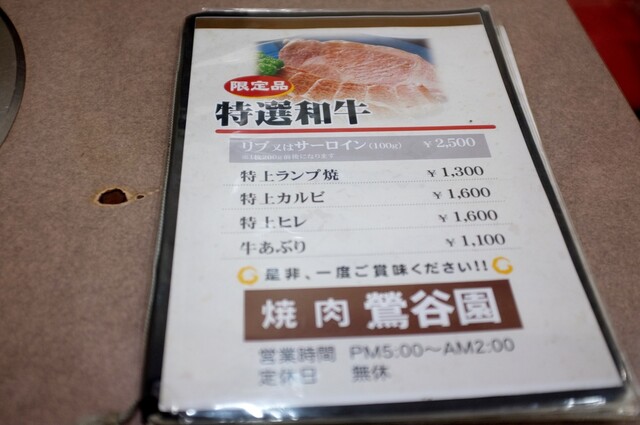 限定品
特選和牛
リブ又はサーロイン(100g) ￥2,500
特上ランプ焼 ￥1,300
特上カルビ ￥1,600
特上ヒレ ￥1,600
牛あぶり ￥1,100
是非、一度ご賞味ください!!
焼肉 鶯谷園
営業時間 PM5:00～AM2:00
定休日 無休